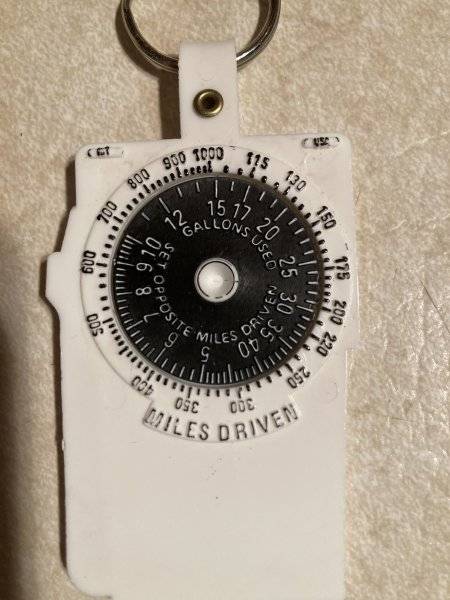 900 1000 115 130 150 175 200 220 250 300 350 400 500 600 700 800
12 15 17 20 25 30 35 40 5 6 7 8 9 10
GALLONS USED
SET OPPOSITE MILES DRIVEN
MILES DRIVEN